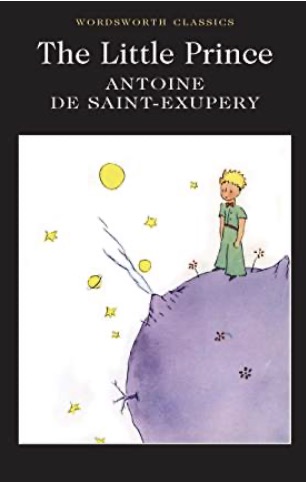 WORDSWORTH CLASSICS
The Little Prince
ANTOINE
DE SAINT-EXUPERY